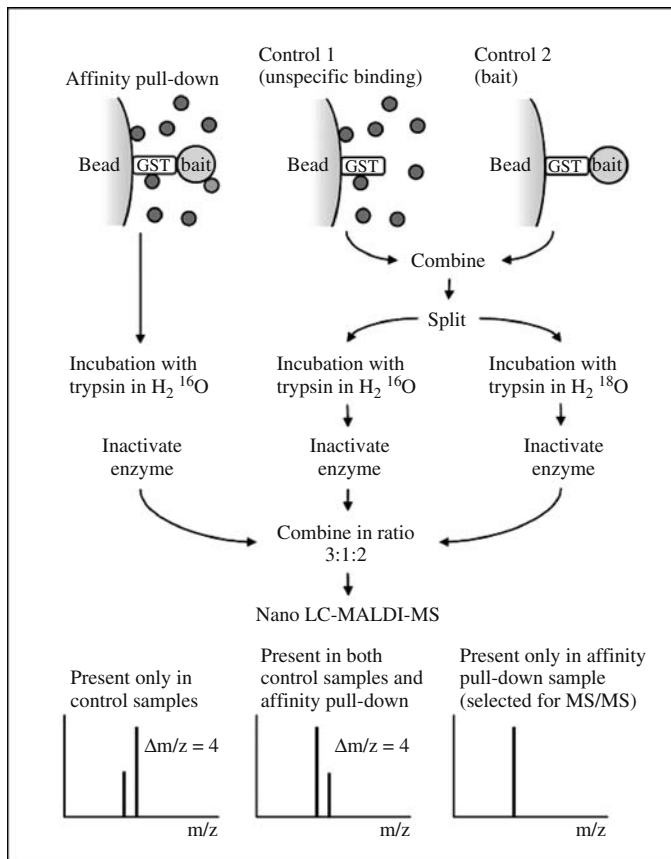 Affinity pull-down
Control 1
(unspecific binding)
Control 2
(bait)
Bead GST bait
Bead GST
Bead GST bait
Combine
Split
Incubation with
trypsin in H₂ ¹⁶O
Incubation with
trypsin in H₂ ¹⁶O
Incubation with
trypsin in H₂ ¹⁸O
Inactivate
enzyme
Inactivate
enzyme
Inactivate
enzyme
Combine in ratio
3:1:2
Nano LC-MALDI-MS
Present only in
control samples
Δm/z = 4
m/z
Present in both
control samples and
affinity pull-down
Δm/z = 4
m/z
Present only in affinity
pull-down sample
(selected for MS/MS)
m/z